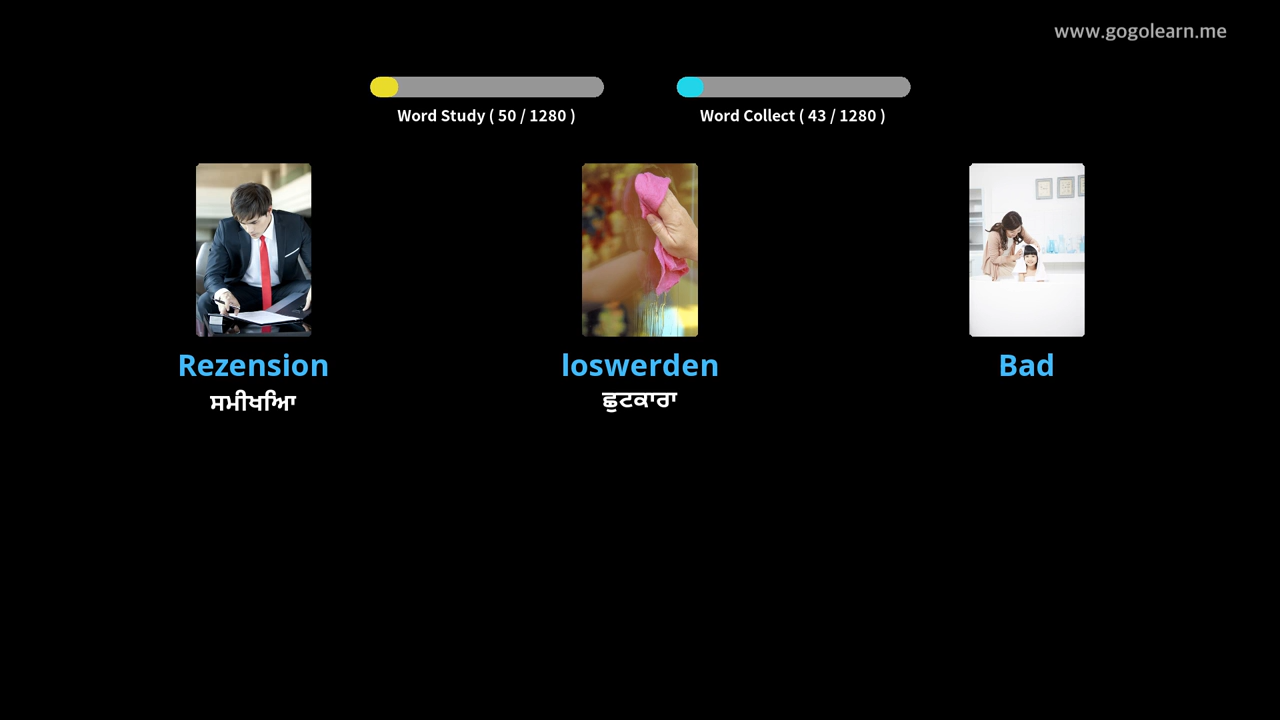 www.gogolearn.me
Word Study ( 50 / 1280 )
Word Collect ( 43 / 1280 )
Rezension
loswerden
Bad
ਸਮੀਖਿਆ
ਛੁਟਕਾਰਾ